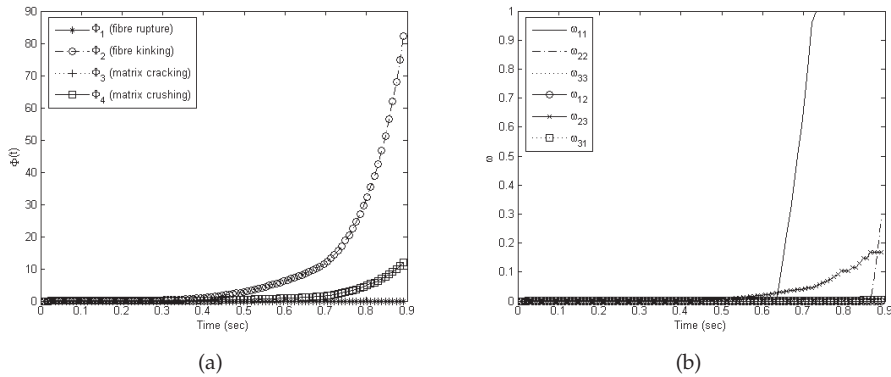 90
80
70
60
50
40
30
20
10
0
Φ(t)
Φ₁ (fibre rupture)
Φ₂ (fibre kinking)
Φ₃ (matrix cracking)
Φ₄ (matrix crushing)
0 0.1 0.2 0.3 0.4 0.5 0.6 0.7 0.8 0.9
Time (sec)
(a)
1
0.9
0.8
0.7
0.6
0.5
0.4
0.3
0.2
0.1
0
ω
ω₁₁
ω₂₂
ω₃₃
ω₁₂
ω₂₃
ω₃₁
0 0.1 0.2 0.3 0.4 0.5 0.6 0.7 0.8 0.9
Time (sec)
(b)